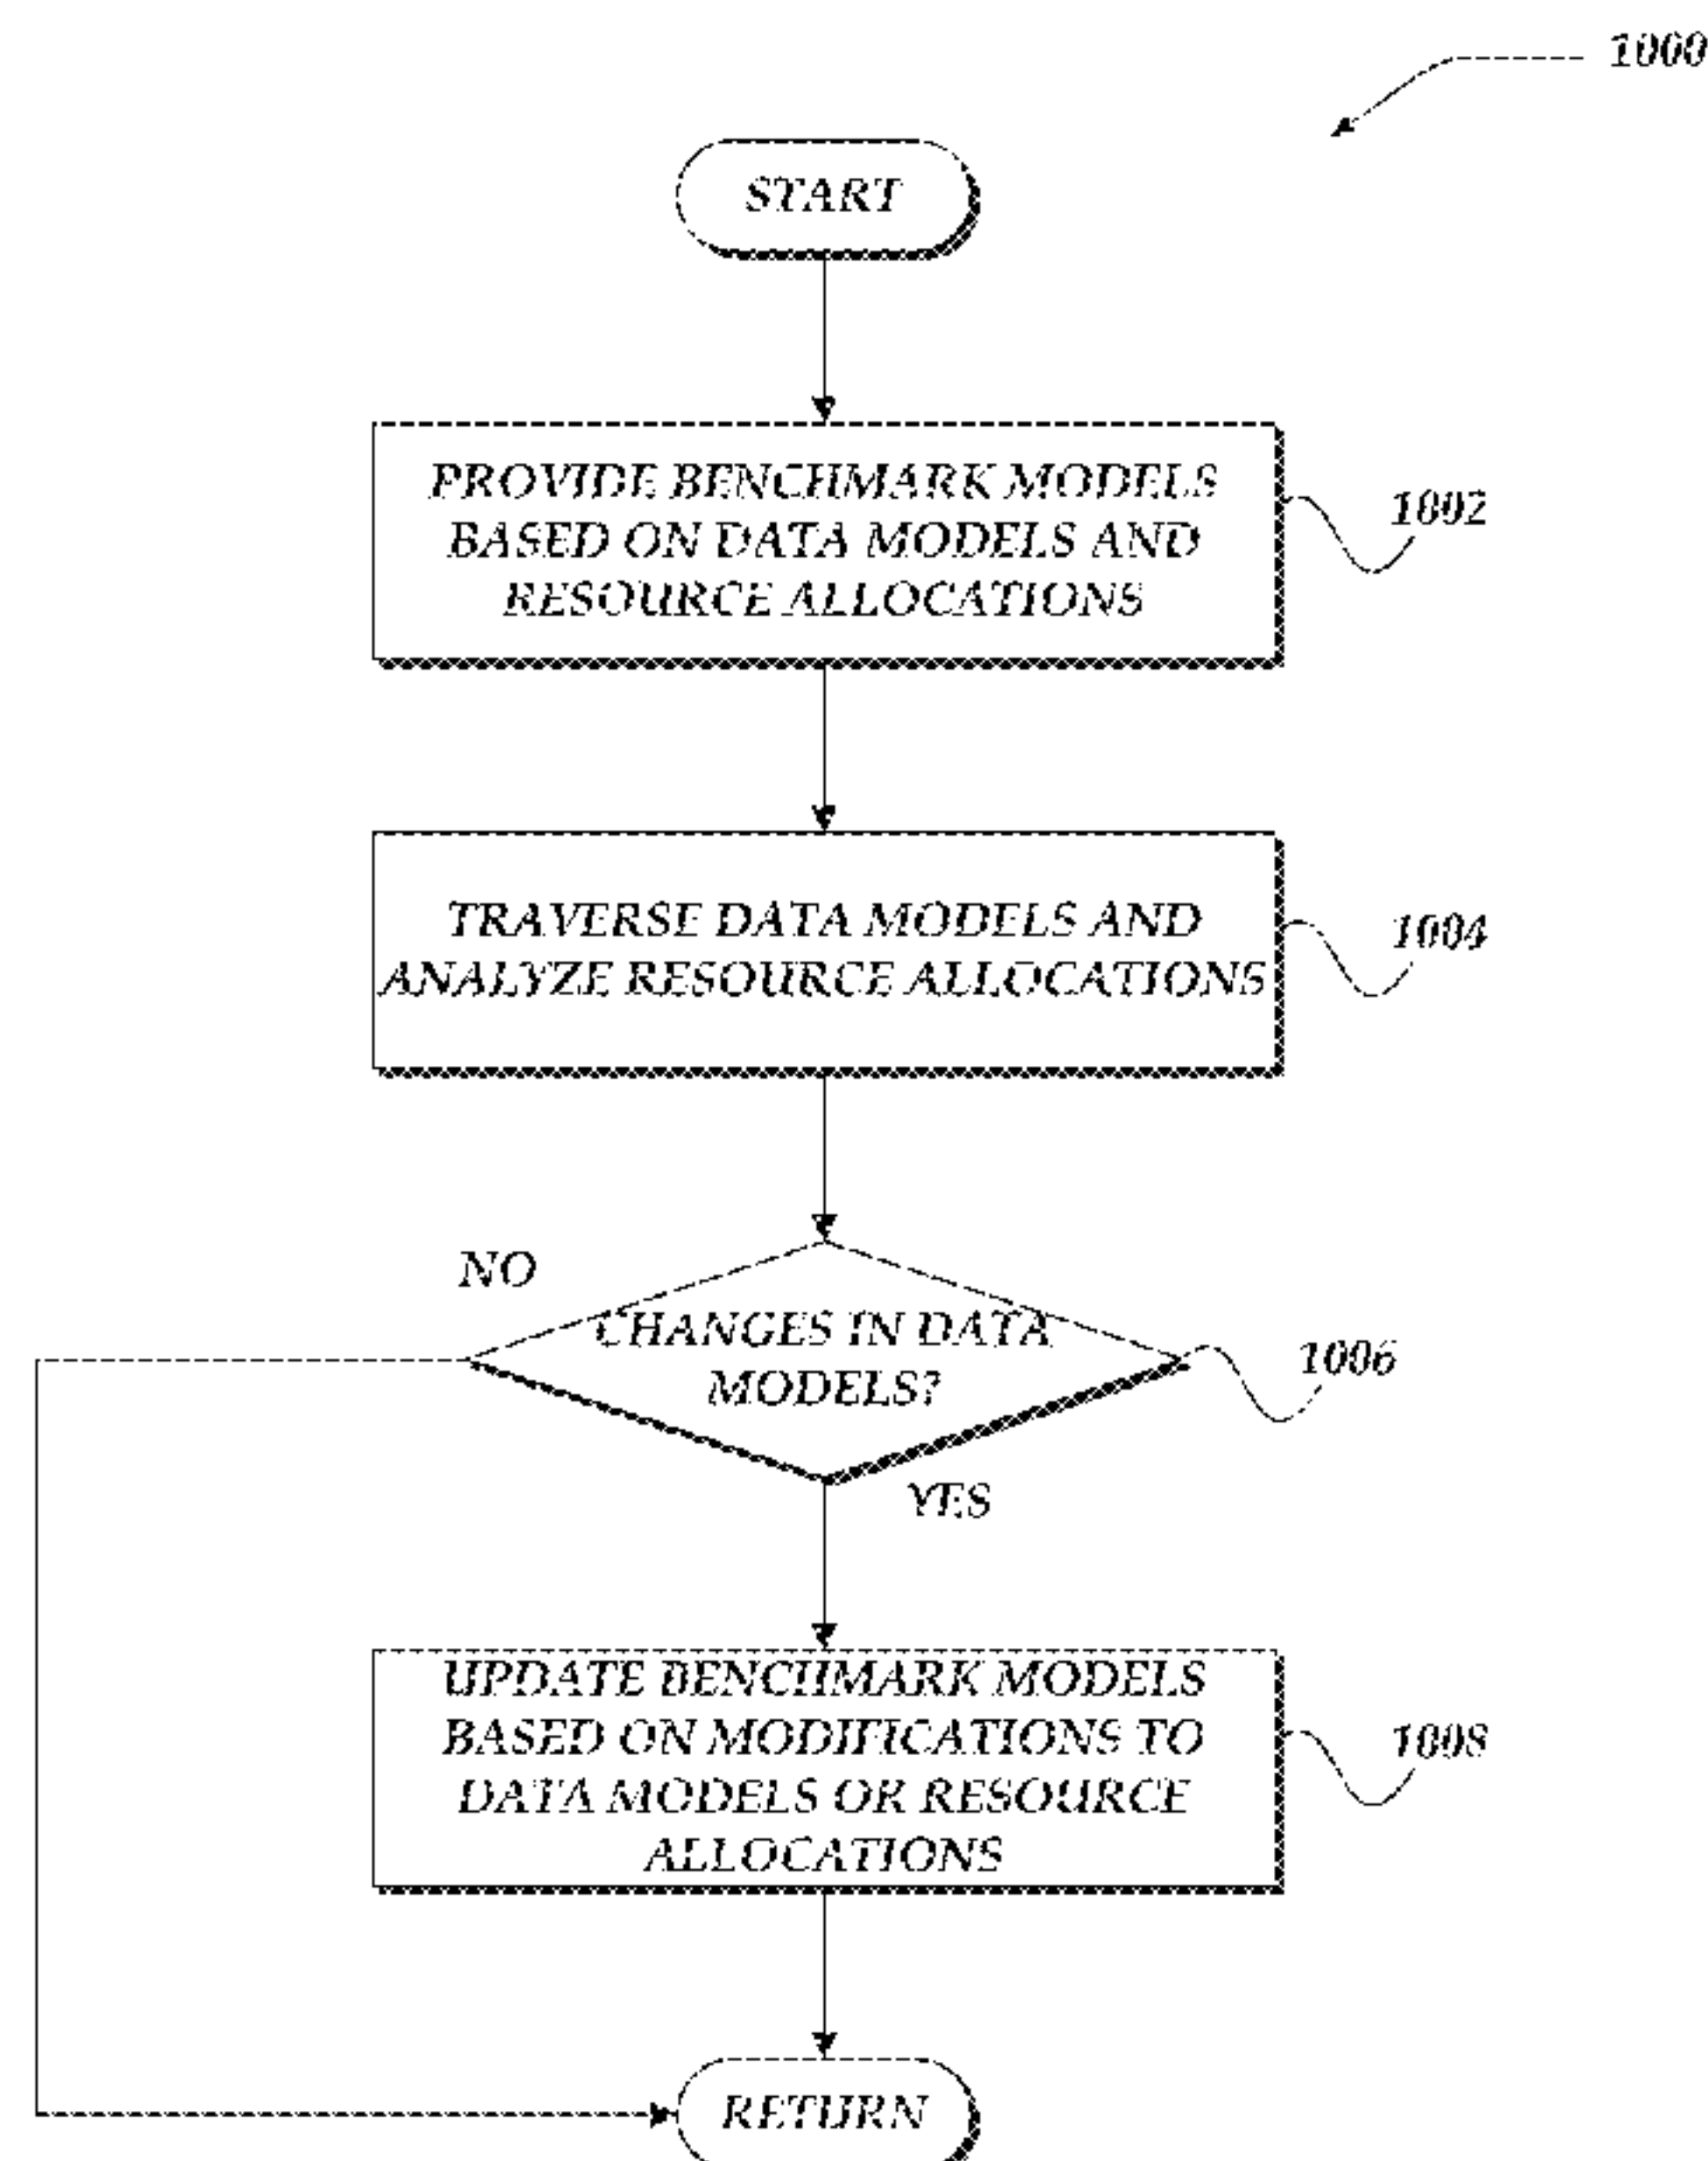 1000
START
PROVIDE BENCHMARK MODELS
BASED ON DATA MODELS AND
RESOURCE ALLOCATIONS
1002
TRAVERSE DATA MODELS AND
ANALYZE RESOURCE ALLOCATIONS
1004
NO
CHANGES IN DATA
MODELS?
1006
YES
UPDATE BENCHMARK MODELS
BASED ON MODIFICATIONS TO
DATA MODELS OR RESOURCE
ALLOCATIONS
1008
RETURN